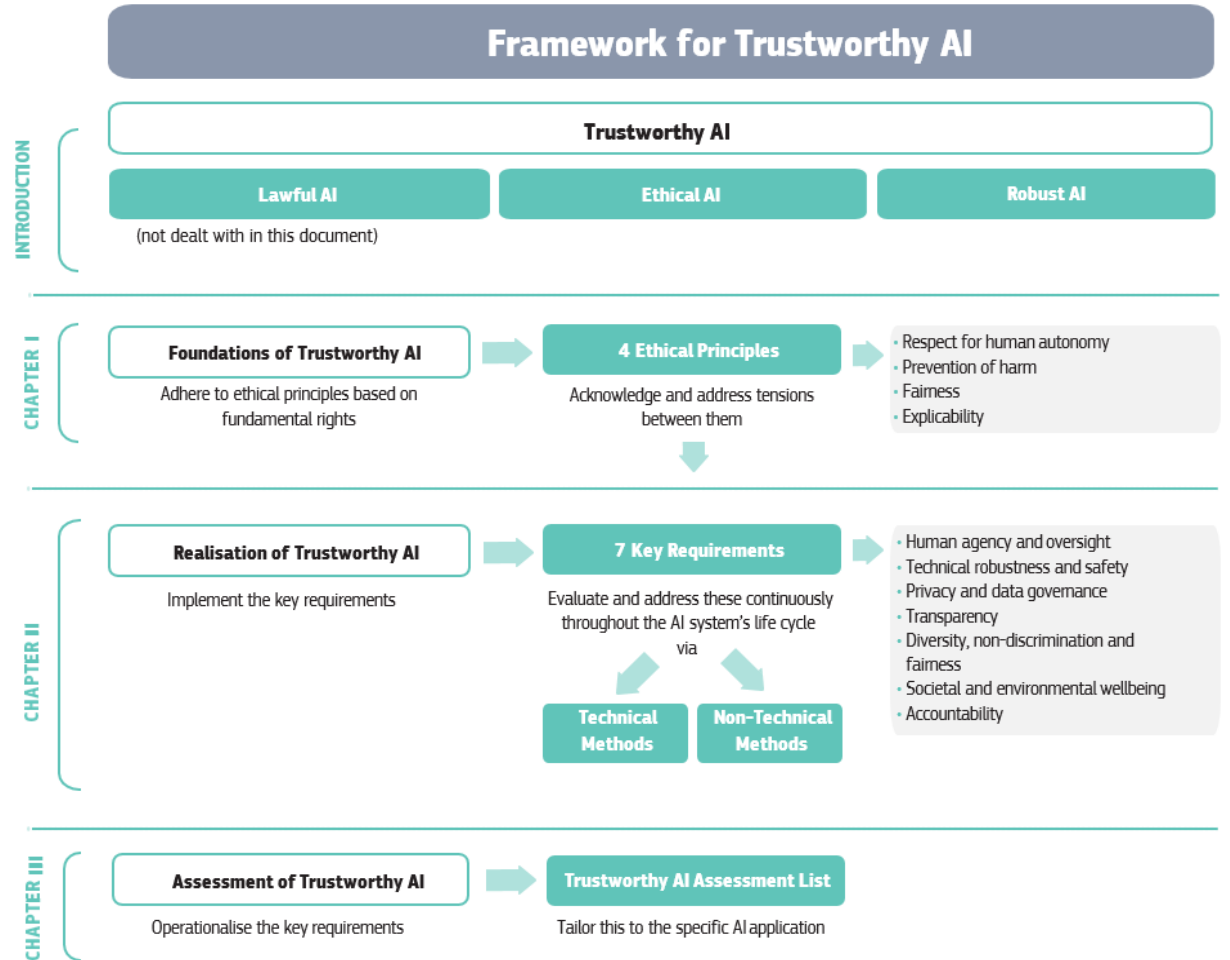 Framework for Trustworthy AI
INTRODUCTION
Trustworthy AI
Lawful AI
Ethical AI
Robust AI
(not dealt with in this document)
CHAPTER I
Foundations of Trustworthy AI
Adhere to ethical principles based on
fundamental rights
4 Ethical Principles
Acknowledge and address tensions
between them
• Respect for human autonomy
• Prevention of harm
• Fairness
• Explicability
CHAPTER II
Realisation of Trustworthy AI
Implement the key requirements
7 Key Requirements
Evaluate and address these continuously
throughout the AI system's life cycle
via
Technical
Methods
Non-Technical
Methods
• Human agency and oversight
• Technical robustness and safety
• Privacy and data governance
• Transparency
• Diversity, non-discrimination and
fairness
• Societal and environmental wellbeing
• Accountability
CHAPTER III
Assessment of Trustworthy AI
Operationalise the key requirements
Trustworthy AI Assessment List
Tailor this to the specific AI application